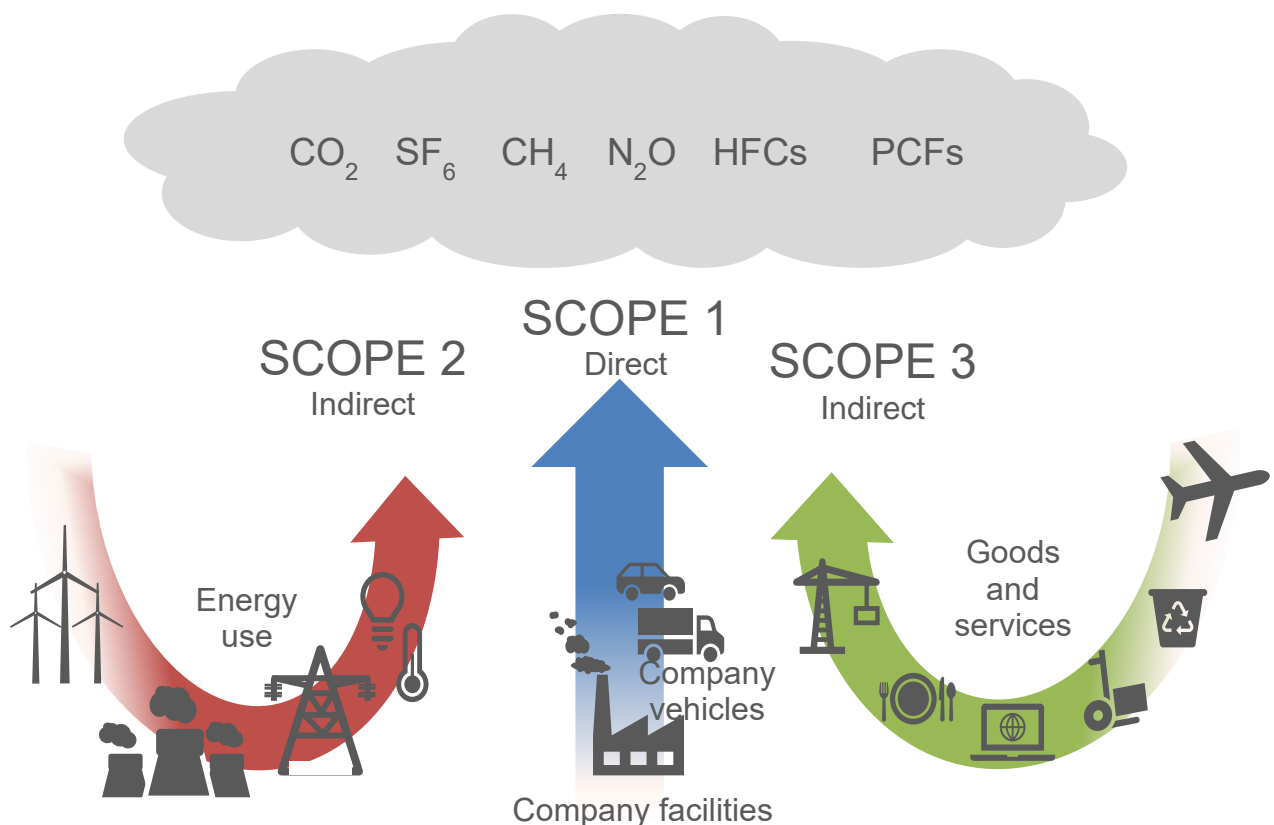 CO₂ SF₆ CH₄ N₂O HFCs PCFs
SCOPE 1
Direct
SCOPE 2
Indirect
SCOPE 3
Indirect
Energy
use
Company
vehicles
Company facilities
Goods
and
services